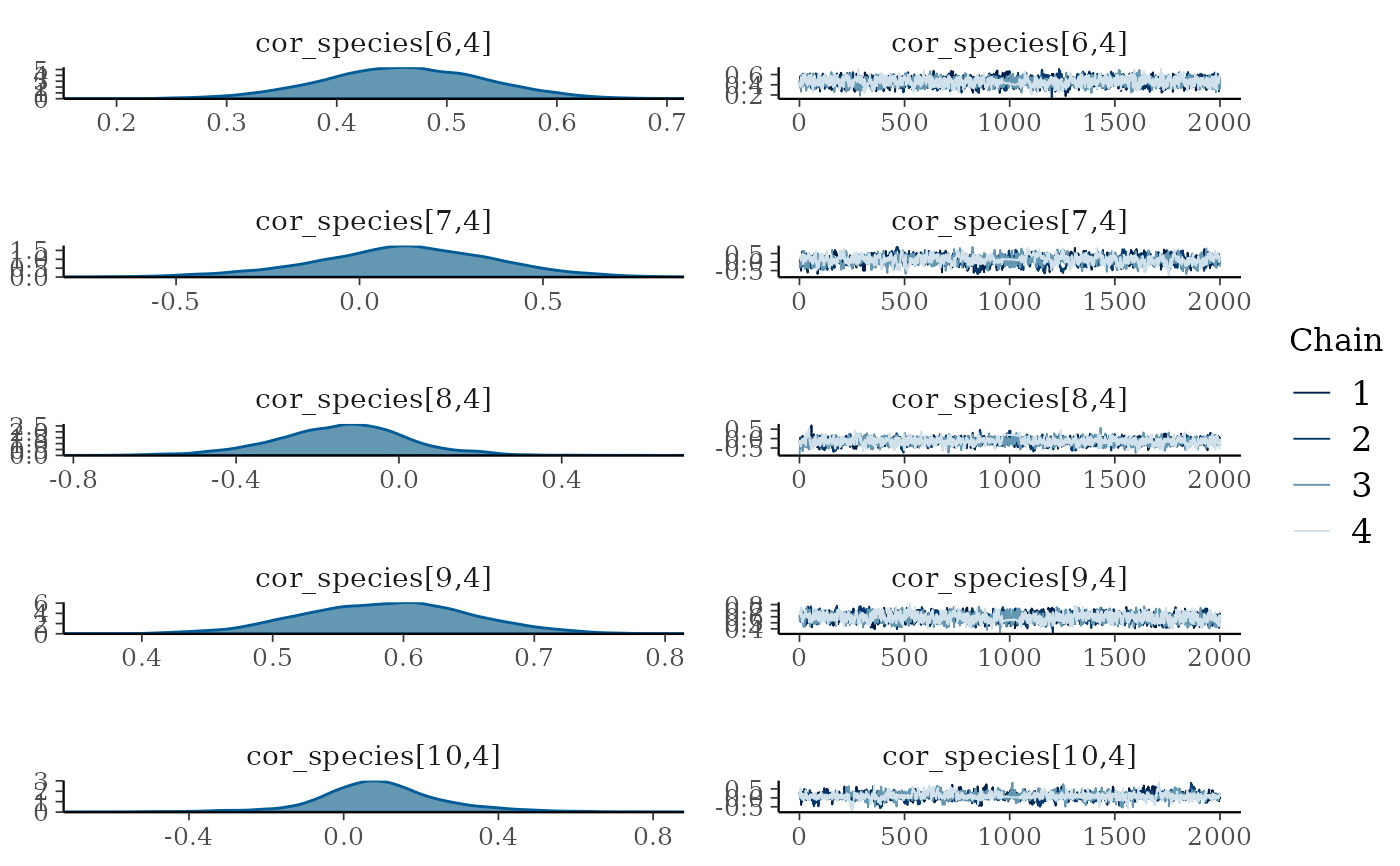 cor_species[6,4] cor_species[6,4]
0.2 0.3 0.4 0.5 0.6 0.7 0 500 1000 1500 2000
cor_species[7,4] cor_species[7,4]
-0.5 0.0 0.5 0 500 1000 1500 2000
Chain
1
2
3
4
cor_species[8,4] cor_species[8,4]
-0.8 -0.4 0.0 0.4 0 500 1000 1500 2000
cor_species[9,4] cor_species[9,4]
0.4 0.5 0.6 0.7 0.8 0 500 1000 1500 2000
cor_species[10,4] cor_species[10,4]
-0.4 0.0 0.4 0.8 0 500 1000 1500 2000